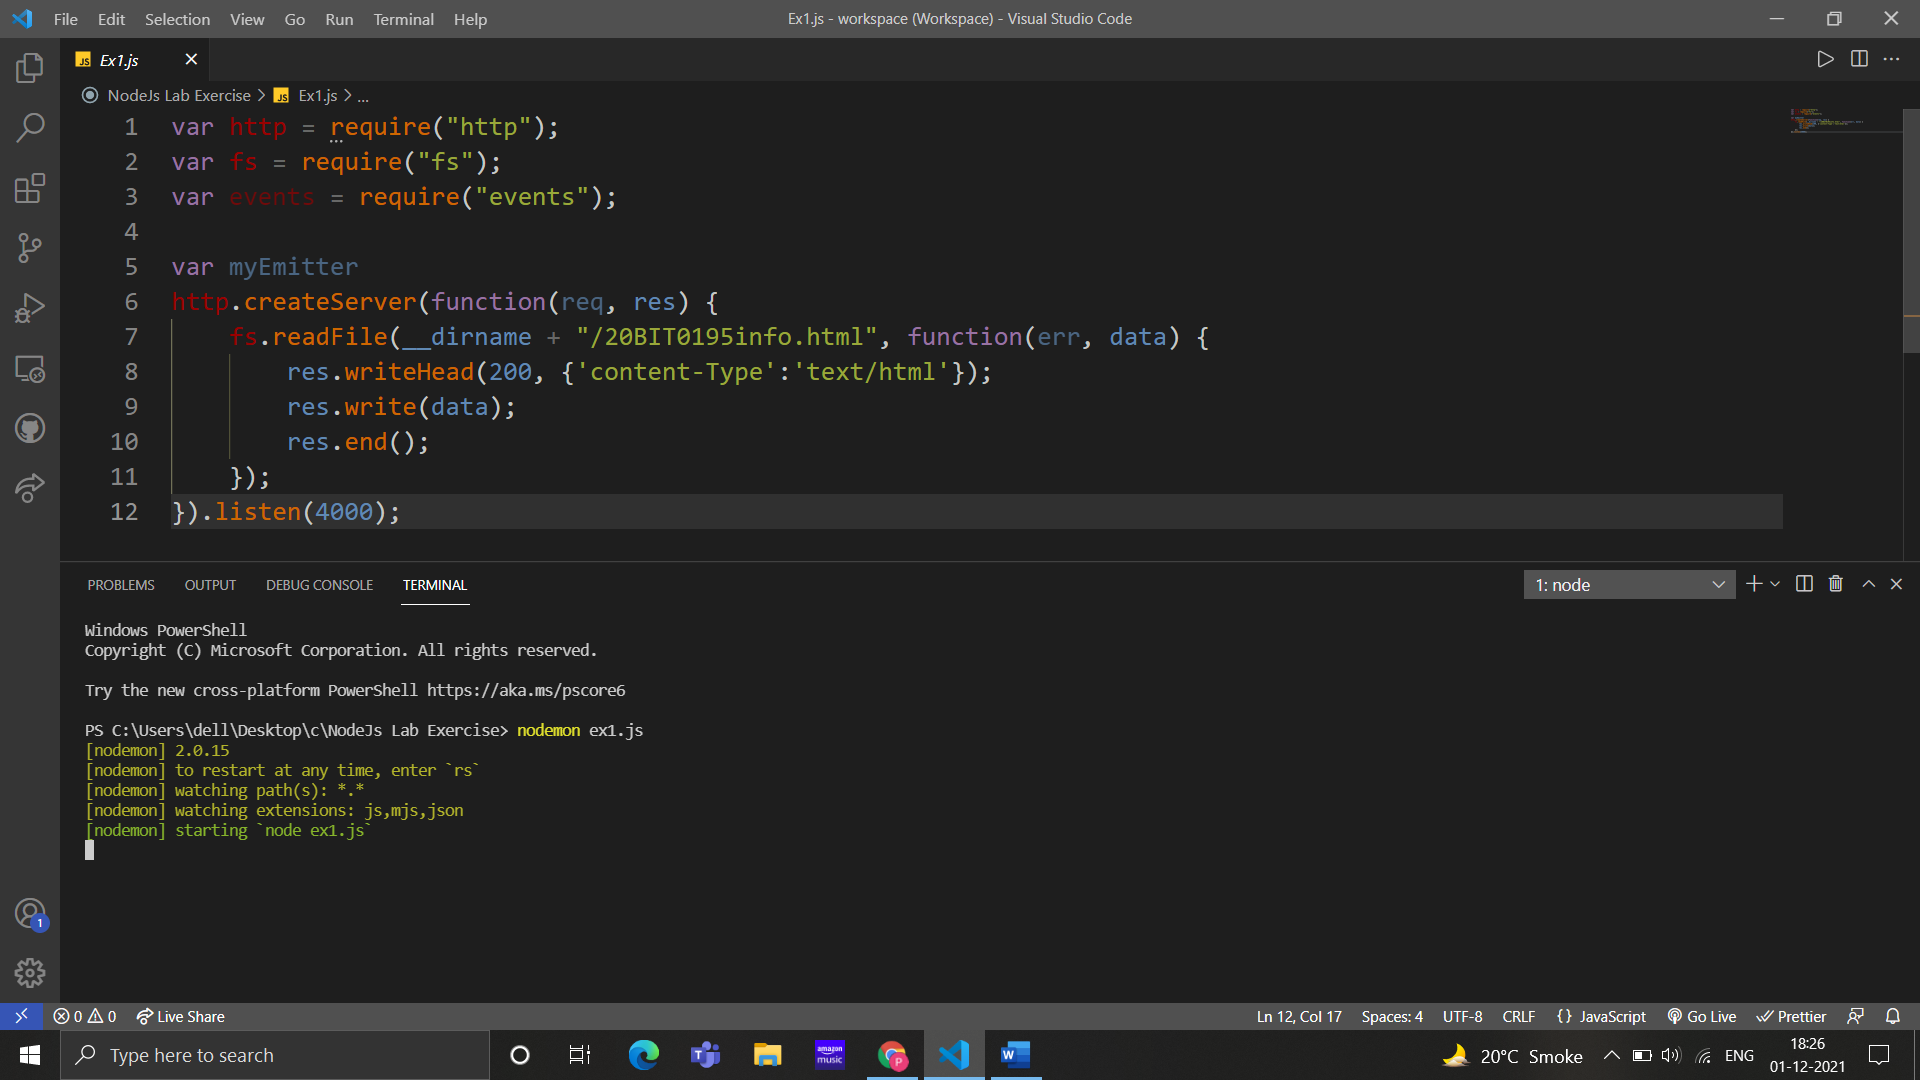 File Edit Selection View Go Run Terminal Help
Ex1.js - workspace (Workspace) - Visual Studio Code
JS Ex1.js
NodeJs Lab Exercise > JS Ex1.js > ...
1 var http = require("http");
2 var fs = require("fs");
3 var events = require("events");
4
5 var myEmitter
6 http.createServer(function(req, res) {
7     fs.readFile(__dirname + "/20BIT0195info.html", function(err, data) {
8         res.writeHead(200, {'content-Type':'text/html'});
9         res.write(data);
10         res.end();
11     });
12 }).listen(4000);
PROBLEMS OUTPUT DEBUG CONSOLE TERMINAL
1: node
Windows PowerShell
Copyright (C) Microsoft Corporation. All rights reserved.
Try the new cross-platform PowerShell https://aka.ms/pscore6
PS C:\Users\dell\Desktop\c\NodeJs Lab Exercise> nodemon ex1.js
[nodemon] 2.0.15
[nodemon] to restart at any time, enter `rs`
[nodemon] watching path(s): *.*
[nodemon] watching extensions: js,mjs,json
[nodemon] starting `node ex1.js`
1
0 0 Live Share
Ln 12, Col 17 Spaces: 4 UTF-8 CRLF {} JavaScript Go Live Prettier
Type here to search
amazon music
20°C Smoke
ENG
18:26
01-12-2021